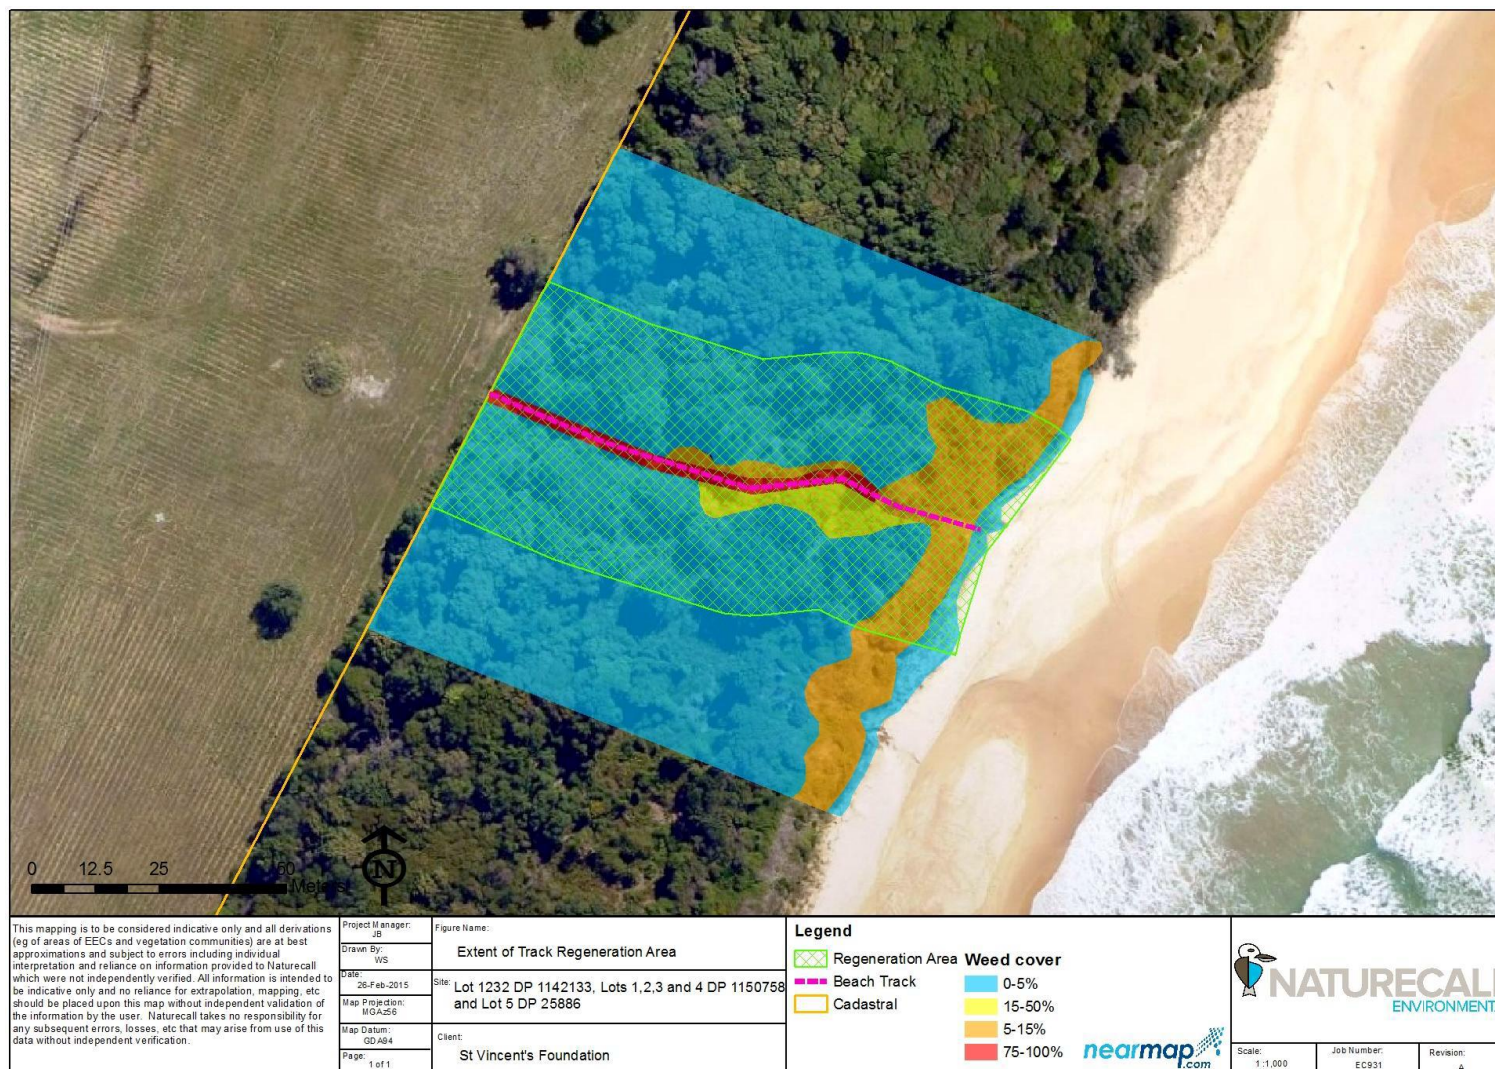 0 12.5 25 50
Meters
N
This mapping is to be considered indicative only and all derivations
(eg of areas of EECs and vegetation communities) are at best
approximations and subject to errors including individual
interpretation and reliance on information provided to Naturecall
which were not independently verified. All information is intended to
be indicative only and no reliance for extrapolation, mapping, etc
should be placed upon this map without independent validation of
the information by the user. Naturecall takes no responsibility for
any subsequent errors, losses, etc that may arise from use of this
data without independent verification.
Project Manager:
JB
Drawn By:
WS
Date:
26-Feb-2015
Map Projection:
MGAz56
Map Datum:
GDA94
Page:
1 of 1
Figure Name:
Extent of Track Regeneration Area
Site: Lot 1232 DP 1142133, Lots 1,2,3 and 4 DP 1150758
and Lot 5 DP 25886
Client:
St Vincent's Foundation
Legend
Regeneration Area
Beach Track
Cadastral
Weed cover
0-5%
15-50%
5-15%
75-100%
nearmap
.com
NATURECALL
ENVIRONMENT
Scale:
1:1,000
Job Number:
EC931
Revision:
A